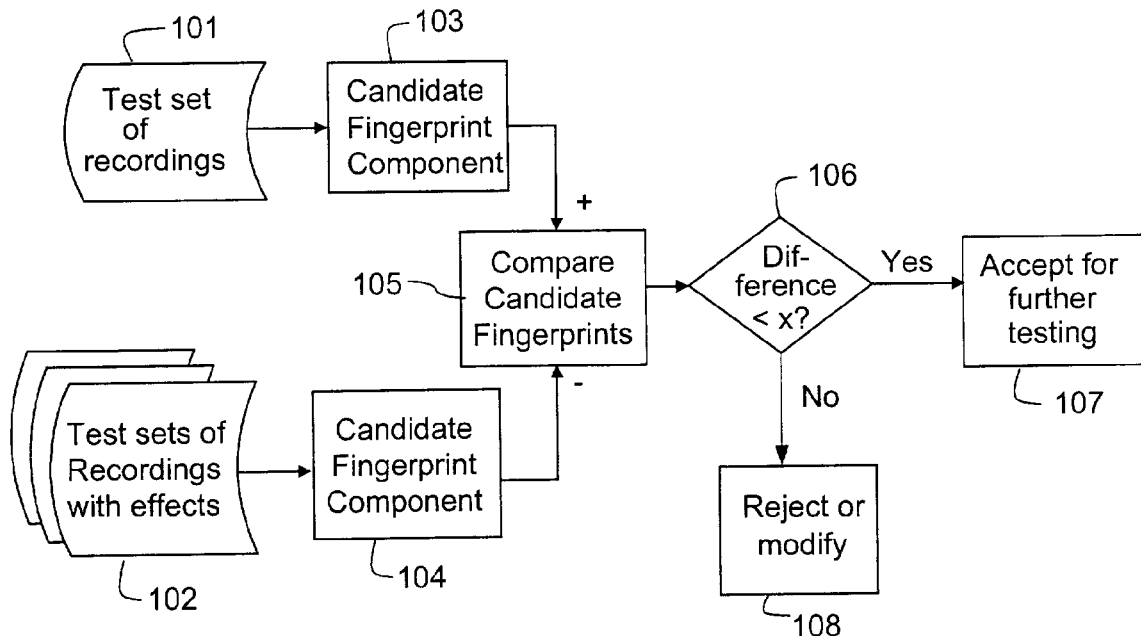 101
Test set
of
recordings
103
Candidate
Fingerprint
Component
+
105
Compare
Candidate
Fingerprints
106
Dif-
ference
< x?
Yes
Accept for
further
testing
107
-
No
Test sets of
Recordings
with effects
102
Candidate
Fingerprint
Component
104
Reject or
modify
108